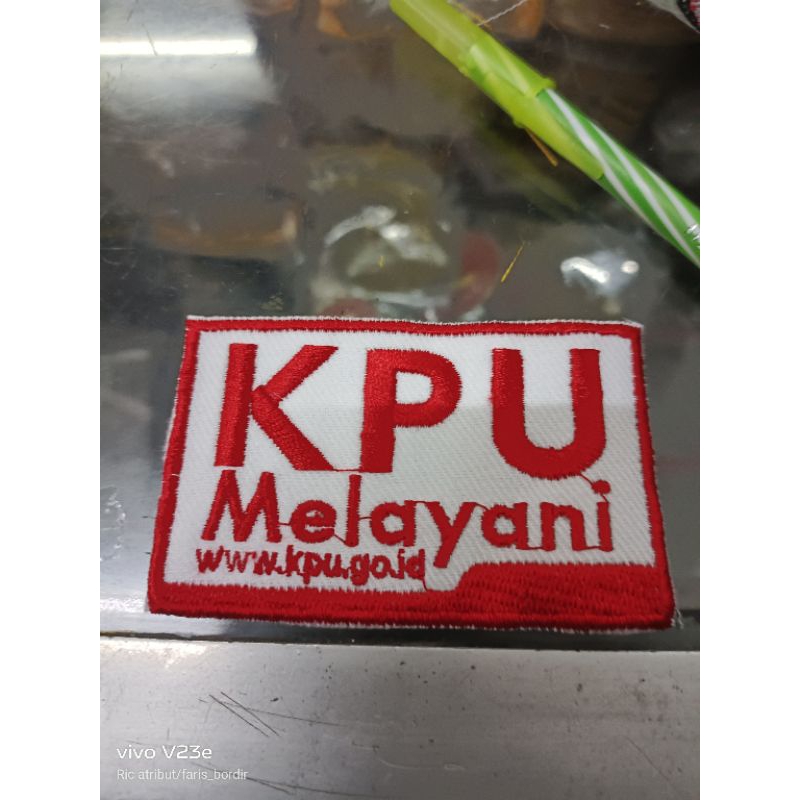 KPU
Melayani
www.kpu.go.id
vivo V23e
Ric atribut/faris_bordir